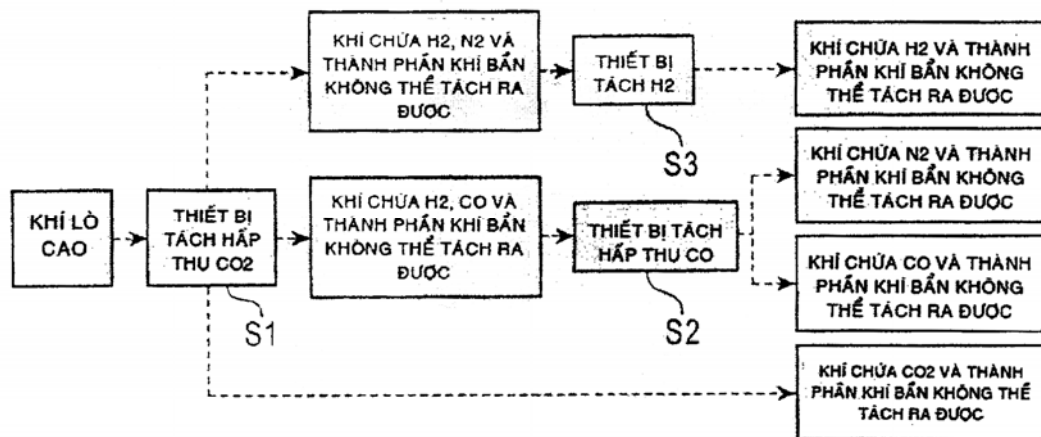 KHÍ CHỨA H2, N2 VÀ
THÀNH PHẦN KHÍ BẨN
KHÔNG THỂ TÁCH RA
ĐƯỢC
THIẾT BỊ
TÁCH H2
S3
KHÍ CHỨA H2 VÀ THÀNH
PHẦN KHÍ BẨN KHÔNG
THỂ TÁCH RA ĐƯỢC
KHÍ LÒ
CAO
THIẾT BỊ
TÁCH HẤP
THỤ CO2
S1
KHÍ CHỨA H2, CO VÀ
THÀNH PHẦN KHÍ BẨN
KHÔNG THỂ TÁCH RA
ĐƯỢC
THIẾT BỊ TÁCH
HẤP THỤ CO
S2
KHÍ CHỨA N2 VÀ THÀNH
PHẦN KHÍ BẨN KHÔNG
THỂ TÁCH RA ĐƯỢC
KHÍ CHỨA CO VÀ THÀNH
PHẦN KHÍ BẨN KHÔNG
THỂ TÁCH RA ĐƯỢC
KHÍ CHỨA CO2 VÀ THÀNH
PHẦN KHÍ BẨN KHÔNG THỂ
TÁCH RA ĐƯỢC